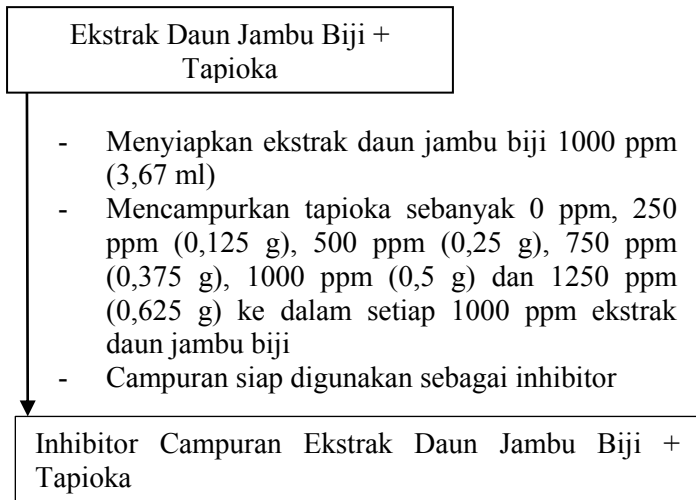 Ekstrak Daun Jambu Biji +
Tapioka
- Menyiapkan ekstrak daun jambu biji 1000 ppm
(3,67 ml)
- Mencampurkan tapioka sebanyak 0 ppm, 250
ppm (0,125 g), 500 ppm (0,25 g), 750 ppm
(0,375 g), 1000 ppm (0,5 g) dan 1250 ppm
(0,625 g) ke dalam setiap 1000 ppm ekstrak
daun jambu biji
- Campuran siap digunakan sebagai inhibitor
Inhibitor Campuran Ekstrak Daun Jambu Biji +
Tapioka